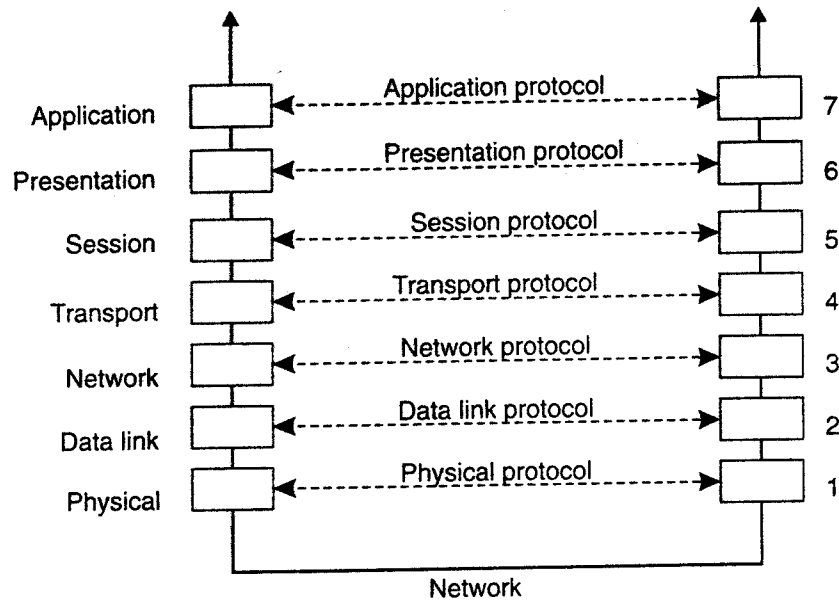 Application protocol
Application
7
Presentation protocol
Presentation
6
Session protocol
Session
5
Transport protocol
Transport
4
Network protocol
Network
3
Data link protocol
Data link
2
Physical protocol
Physical
1
Network